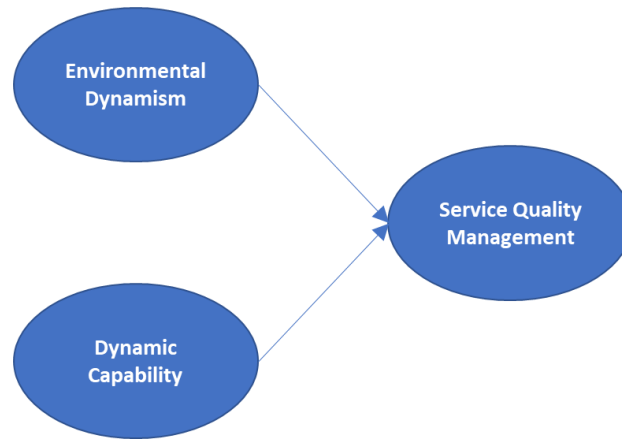 Environmental
Dynamism
Service Quality
Management
Dynamic
Capability